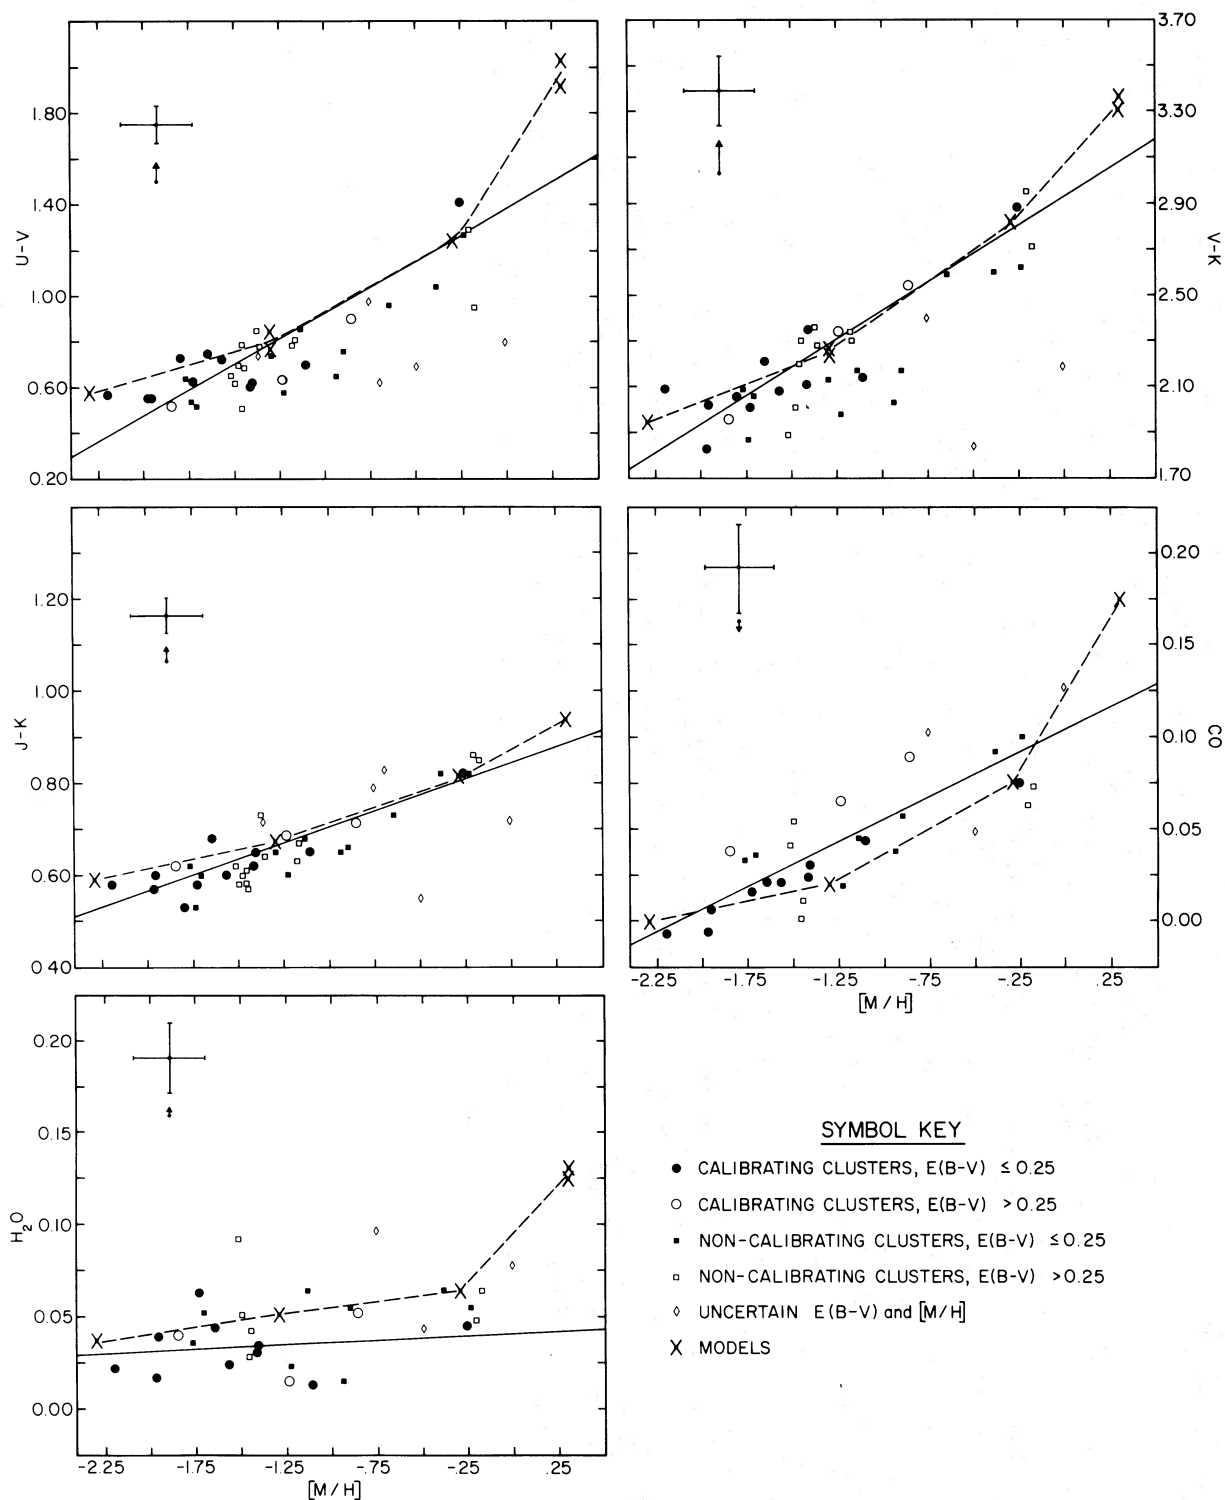 U-V
1.80
1.40
1.00
0.60
0.20
3.70
3.30
2.90
2.50
2.10
1.70
V-K
J-K
1.20
1.00
0.80
0.60
0.40
0.20
0.15
0.10
0.05
0.00
CO
-2.25 -1.75 -1.25 -.75 -.25 .25
[M/H]
H2O
0.20
0.15
0.10
0.05
0.00
-2.25 -1.75 -1.25 -.75 -.25 .25
[M/H]
SYMBOL KEY
● CALIBRATING CLUSTERS, E(B-V) ≤ 0.25
○ CALIBRATING CLUSTERS, E(B-V) > 0.25
▪ NON-CALIBRATING CLUSTERS, E(B-V) ≤ 0.25
▫ NON-CALIBRATING CLUSTERS, E(B-V) > 0.25
◊ UNCERTAIN E(B-V) and [M/H]
X MODELS